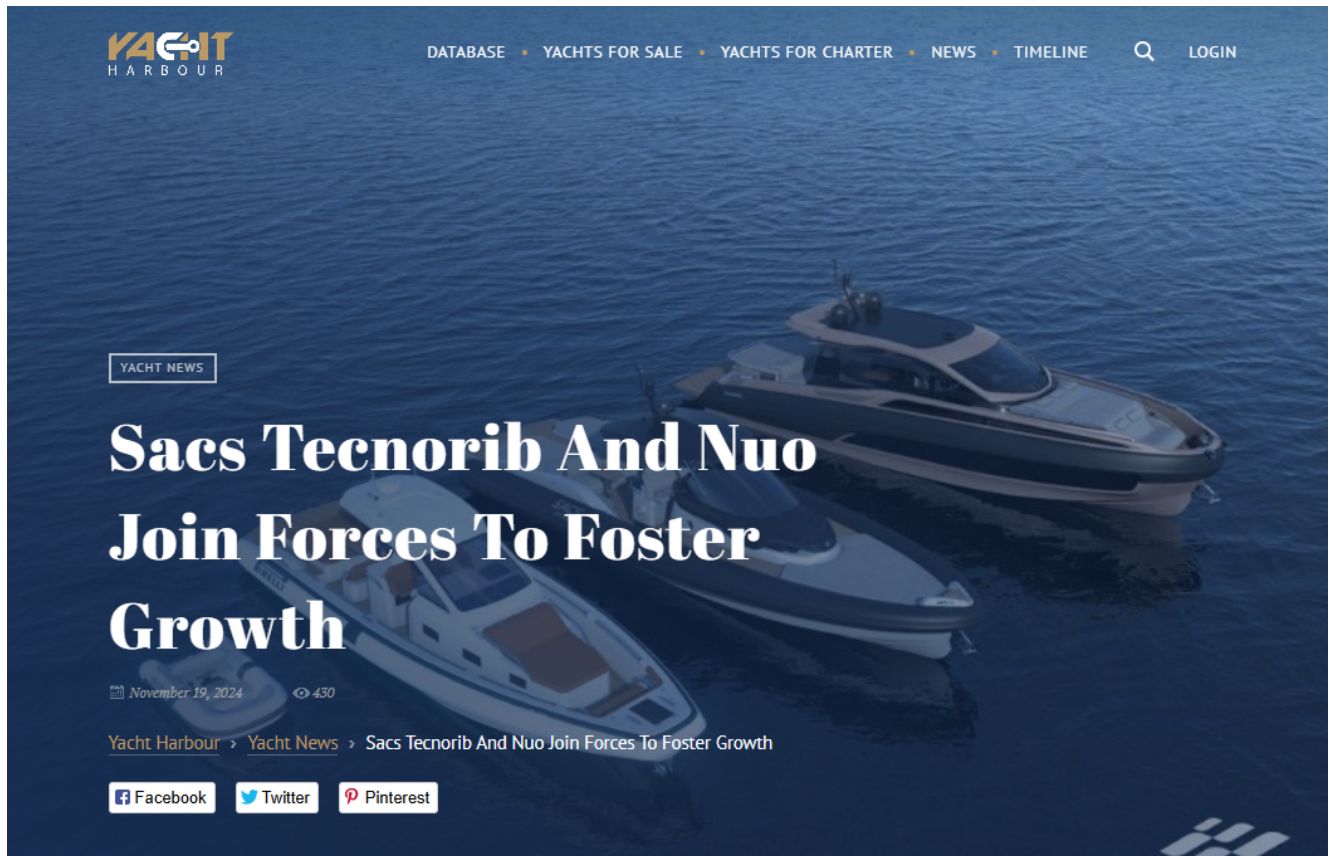 YACHT
HARBOUR
DATABASE • YACHTS FOR SALE • YACHTS FOR CHARTER • NEWS • TIMELINE LOGIN
YACHT NEWS
Sacs Tecnorib And Nuo
Join Forces To Foster
Growth
November 19, 2024 430
Yacht Harbour › Yacht News › Sacs Tecnorib And Nuo Join Forces To Foster Growth
Facebook Twitter Pinterest